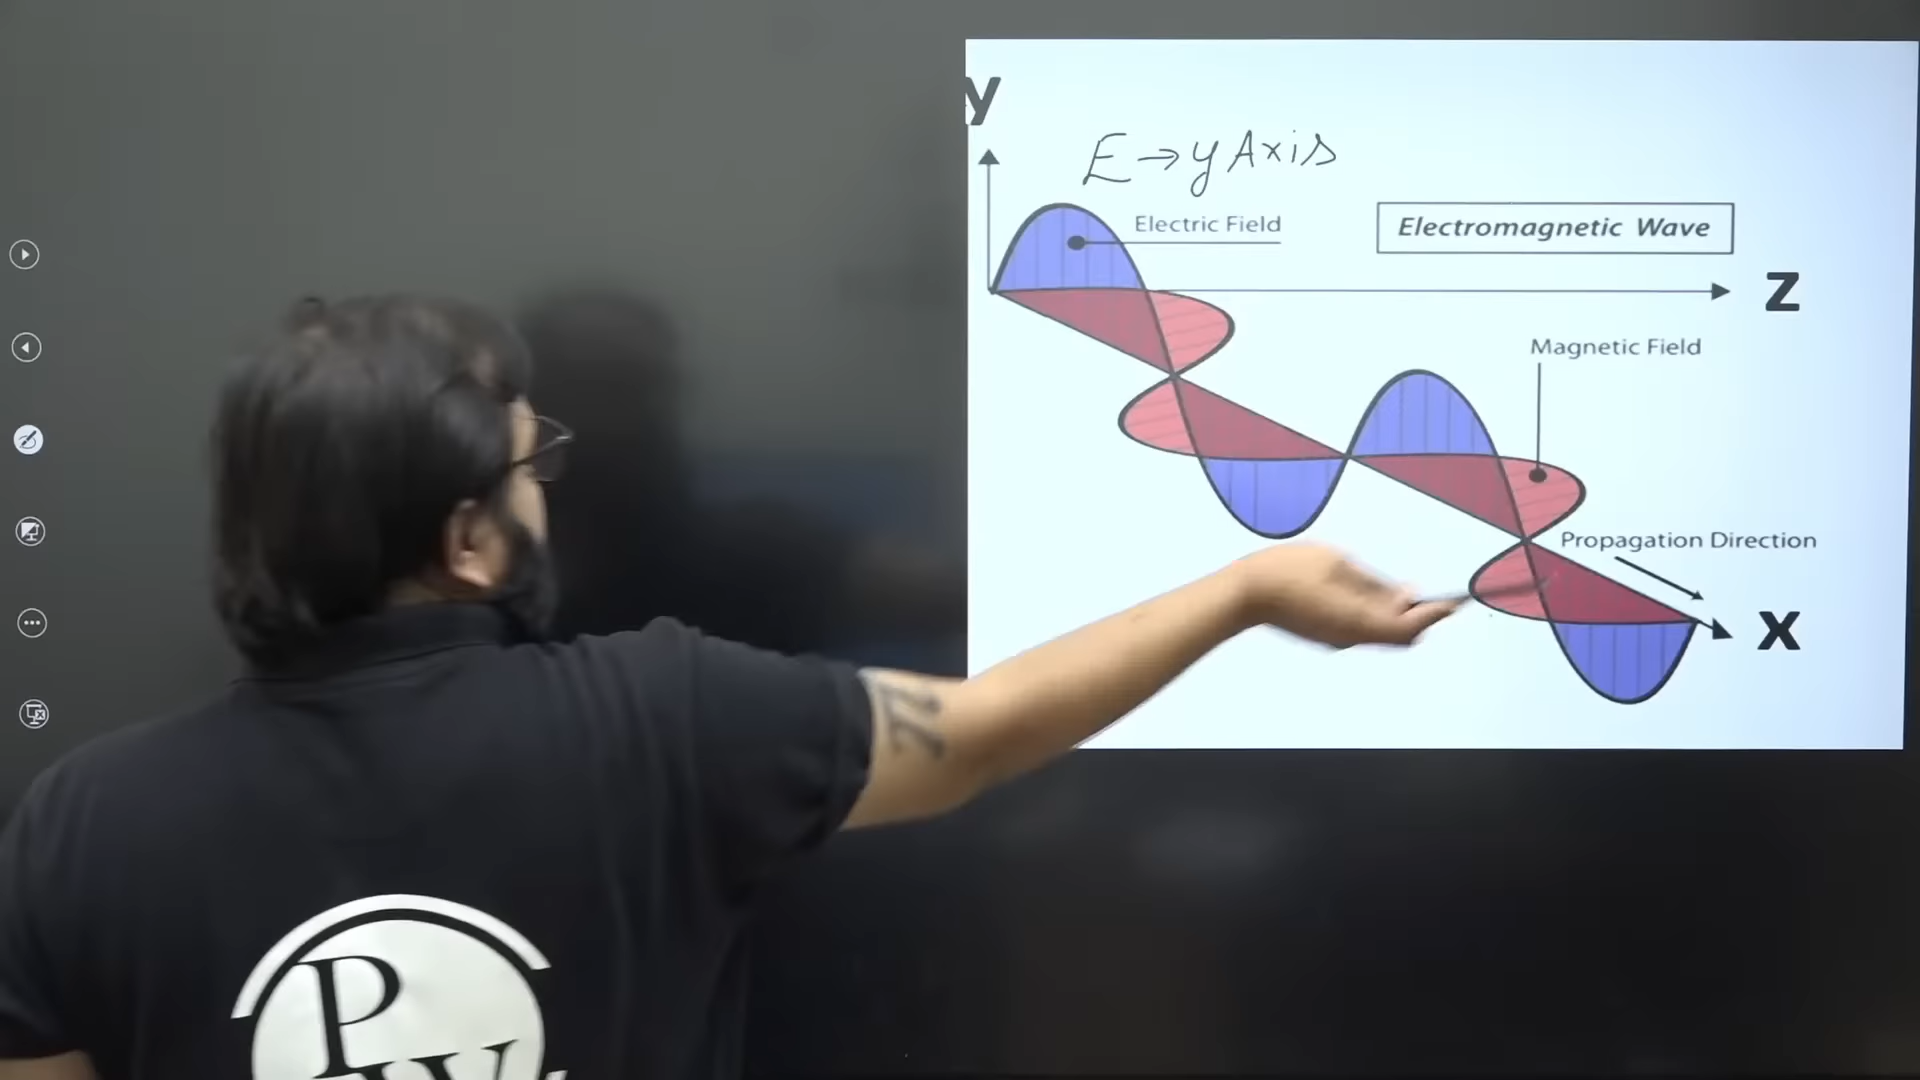 y
E → y Axis
Electric Field
Electromagnetic Wave
Z
Magnetic Field
Propagation Direction
X
P
W